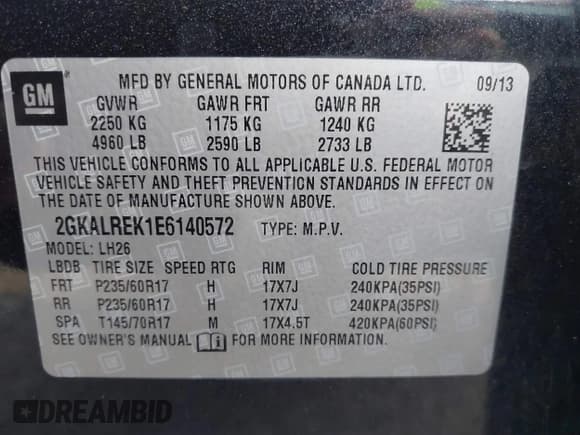 GM
MFD BY GENERAL MOTORS OF CANADA LTD. 09/13
GVWR GAWR FRT GAWR RR
2250 KG 1175 KG 1240 KG
4960 LB 2590 LB 2733 LB
THIS VEHICLE CONFORMS TO ALL APPLICABLE U.S. FEDERAL MOTOR
VEHICLE SAFETY AND THEFT PREVENTION STANDARDS IN EFFECT ON
THE DATE OF MANUFACTURE SHOWN ABOVE.
2GKALREK1E6140572 TYPE: M.P.V.
MODEL: LH26
LBDB TIRE SIZE SPEED RTG RIM COLD TIRE PRESSURE
FRT P235/60R17 H 17X7J 240KPA(35PSI)
RR P235/60R17 H 17X7J 240KPA(35PSI)
SPA T145/70R17 M 17X4.5T 420KPA(60PSI)
SEE OWNER'S MANUAL FOR MORE INFORMATION.
DREAMBID